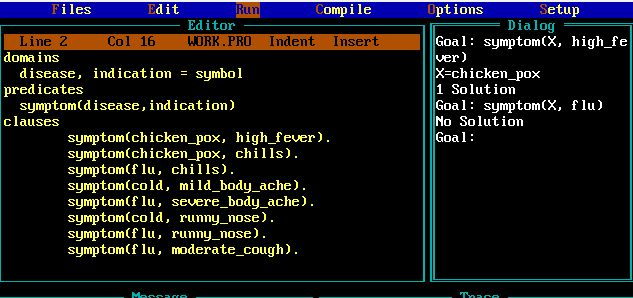 Files Edit Run Compile Options Setup
Editor
Line 2 Col 16 WORK.PRO Indent Insert
domains
disease, indication = symbol
predicates
symptom(disease,indication)
clauses
symptom(chicken_pox, high_fever).
symptom(chicken_pox, chills).
symptom(flu, chills).
symptom(cold, mild_body_ache).
symptom(flu, severe_body_ache).
symptom(cold, runny_nose).
symptom(flu, runny_nose).
symptom(flu, moderate_cough).
Dialog
Goal: symptom(X, high_fe
ver)
X=chicken_pox
1 Solution
Goal: symptom(X, flu)
No Solution
Goal:
Message
Trace